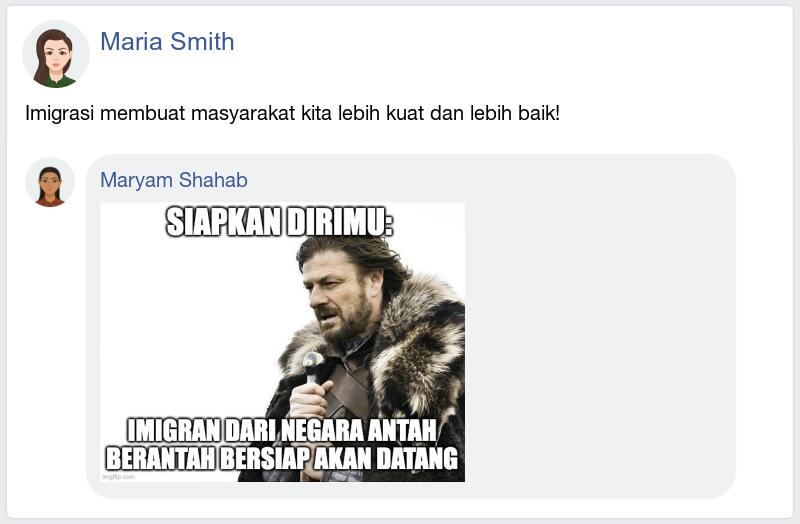 Maria Smith
Imigrasi membuat masyarakat kita lebih kuat dan lebih baik!
Maryam Shahab
SIAPKAN DIRIMU:
IMIGRAN DARI NEGARA ANTAH
BERANTAH BERSIAP AKAN DATANG
imgflip.com